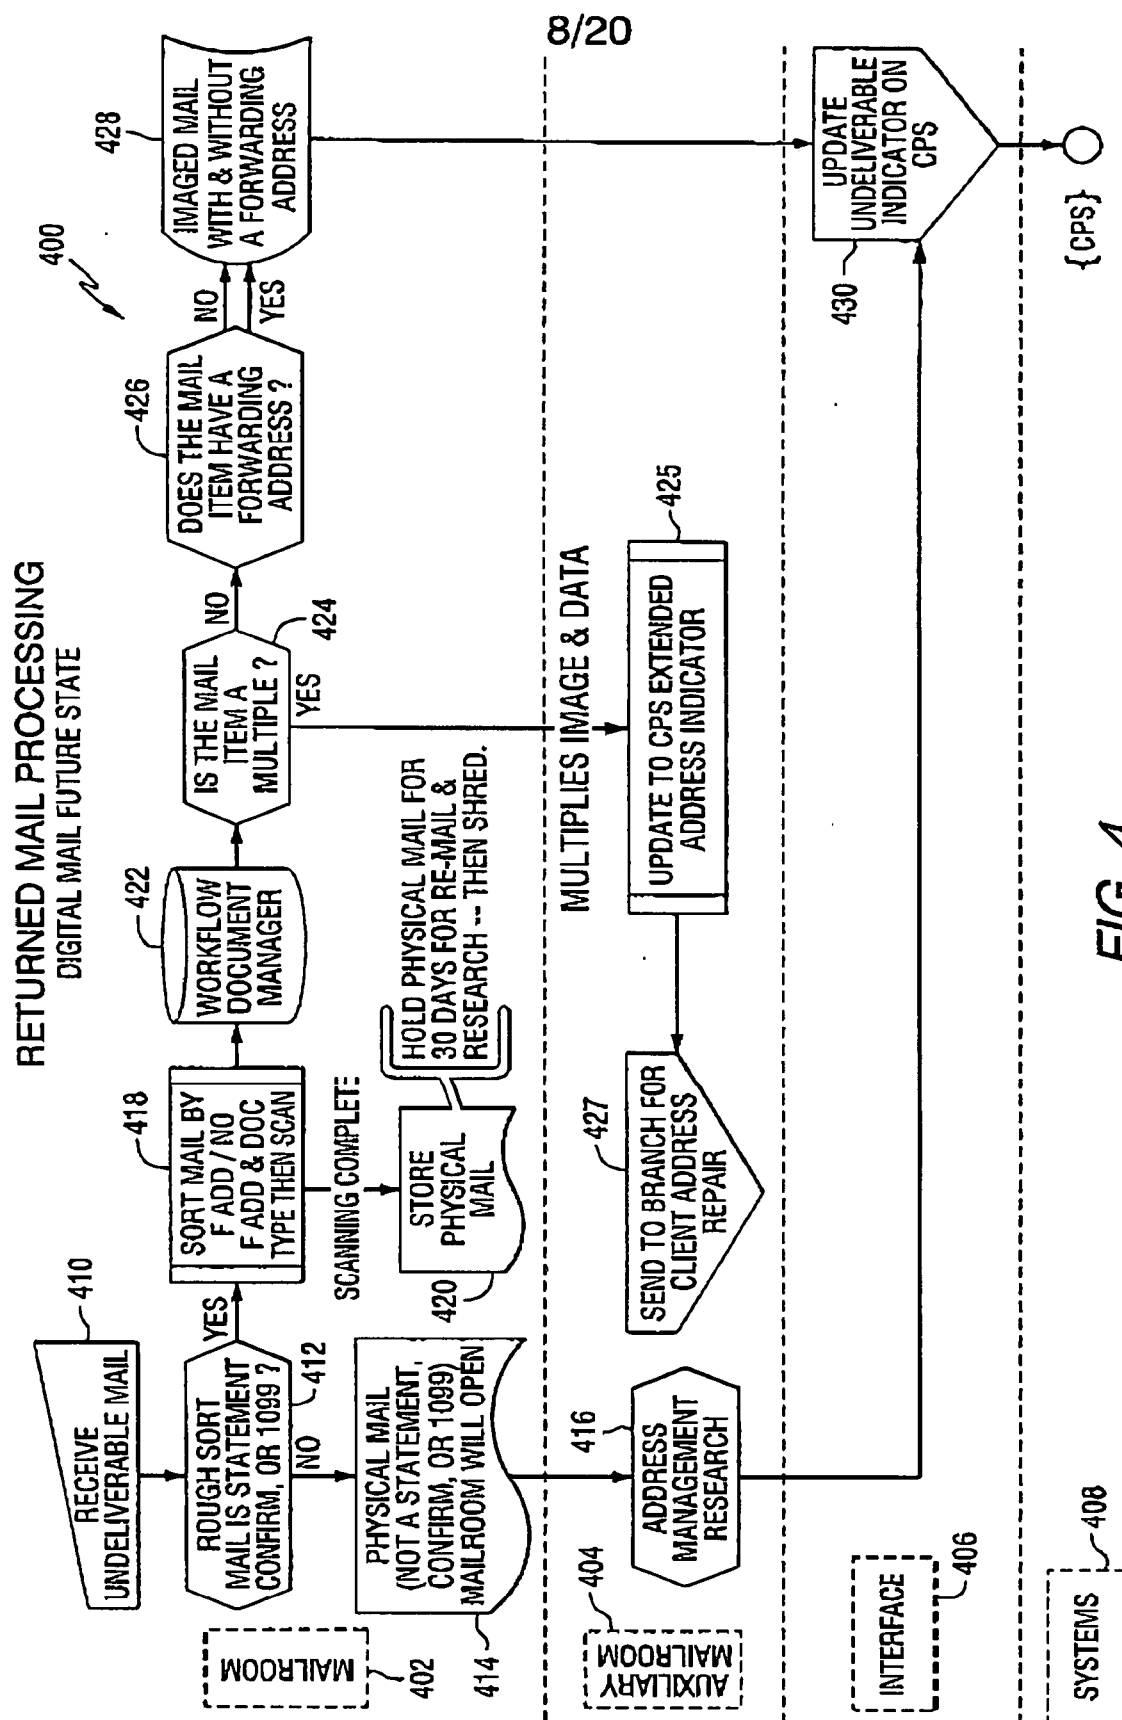 8/20
RETURNED MAIL PROCESSING
DIGITAL MAIL FUTURE STATE
400
MAILROOM
402
RECEIVE
UNDELIVERABLE MAIL
410
ROUGH SORT
MAIL IS STATEMENT
CONFIRM, OR 1099 ?
412
YES
NO
PHYSICAL MAIL
(NOT A STATEMENT,
CONFIRM, OR 1099)
MAILROOM WILL OPEN
414
SORT MAIL BY
F ADD / NO
F ADD & DOC
TYPE THEN SCAN
418
SCANNING COMPLETE
STORE
PHYSICAL
MAIL
420
HOLD PHYSICAL MAIL FOR
30 DAYS FOR RE-MAIL &
RESEARCH -- THEN SHRED.
WORKFLOW
DOCUMENT
MANAGER
422
IS THE MAIL
ITEM A
MULTIPLE ?
424
NO
YES
DOES THE MAIL
ITEM HAVE A
FORWARDING
ADDRESS ?
426
NO
YES
IMAGED MAIL
WITH & WITHOUT
A FORWARDING
ADDRESS
428
AUXILIARY
MAILROOM
404
ADDRESS
MANAGEMENT
RESEARCH
416
MULTIPLIES IMAGE & DATA
UPDATE TO CPS EXTENDED
ADDRESS INDICATOR
425
SEND TO BRANCH FOR
CLIENT ADDRESS
REPAIR
427
INTERFACE
406
UPDATE
UNDELIVERABLE
INDICATOR ON
CPS
430
SYSTEMS
408
{CPS}
FIG. 4